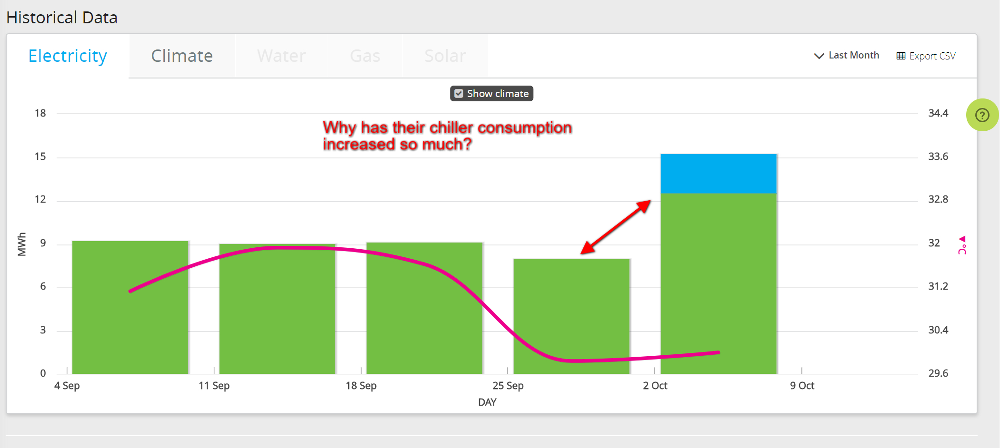 Historical Data
Electricity
Climate
Water
Gas
Solar
Last Month
Export CSV
Show climate
Why has their chiller consumption
increased so much?
18
15
12
9
6
3
0
MWh
34.4
33.6
32.8
32
31.2
30.4
29.6
°C
4 Sep
11 Sep
18 Sep
25 Sep
2 Oct
9 Oct
DAY
?